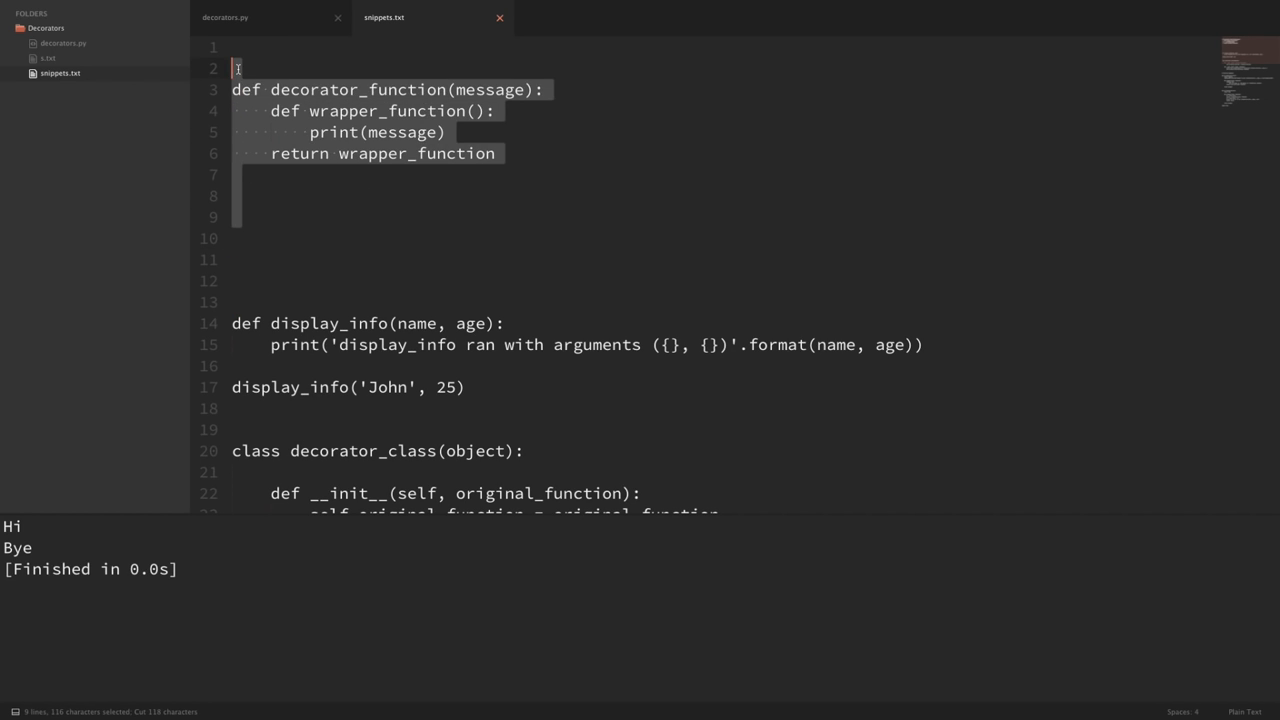 FOLDERS
Decorators
decorators.py
s.txt
snippets.txt
decorators.py
snippets.txt
1
2
3 def decorator_function(message):
4 def wrapper_function():
5 print(message)
6 return wrapper_function
7
8
9
10
11
12
13
14 def display_info(name, age):
15 print('display_info ran with arguments ({}, {})'.format(name, age))
16
17 display_info('John', 25)
18
19
20 class decorator_class(object):
21
22 def __init__(self, original_function):
23 self.original_function = original_function
Hi
Bye
[Finished in 0.0s]
9 lines, 116 characters selected: Cut 118 characters
Spaces: 4
Plain Text